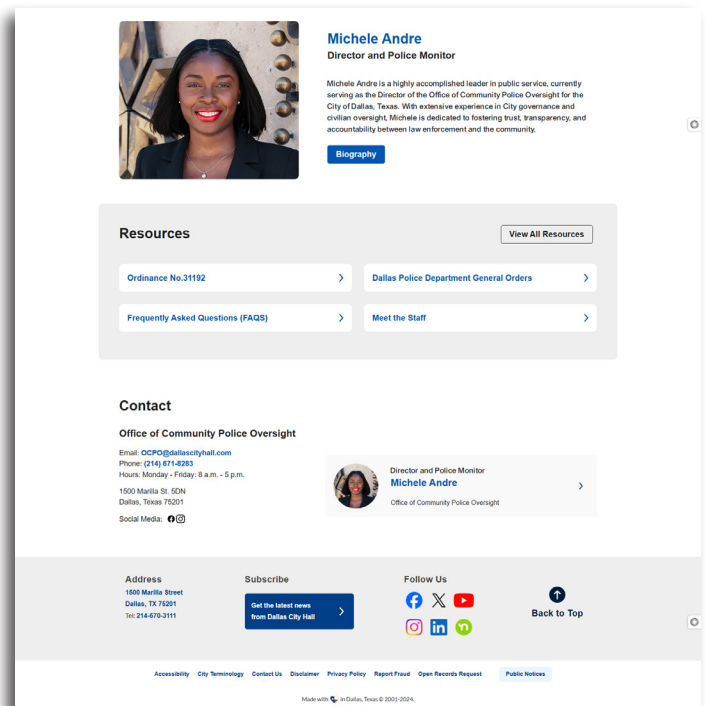 Michele Andre
Director and Police Monitor
Michele Andre is a highly accomplished leader in public service, currently
serving as the Director of the Office of Community Police Oversight for the
City of Dallas, Texas. With extensive experience in City governance and
civilian oversight, Michele is dedicated to fostering trust, transparency, and
accountability between law enforcement and the community.
Biography
Resources
View All Resources
Ordinance No.31192
Dallas Police Department General Orders
Frequently Asked Questions (FAQS)
Meet the Staff
Contact
Office of Community Police Oversight
Email: OCPO@dallascityhall.com
Phone: (214) 671-8283
Hours: Monday - Friday: 8 a.m. - 5 p.m.
1500 Marilla St. 5DN
Dallas, Texas 75201
Social Media:
Director and Police Monitor
Michele Andre
Office of Community Police Oversight
Address
1500 Marilla Street
Dallas, TX 75201
Tel: 214-670-3111
Subscribe
Get the latest news
from Dallas City Hall
Follow Us
Back to Top
Accessibility City Terminology Contact Us Disclaimer Privacy Policy Report Fraud Open Records Request Public Notices
Made with in Dallas, Texas © 2001-2024.